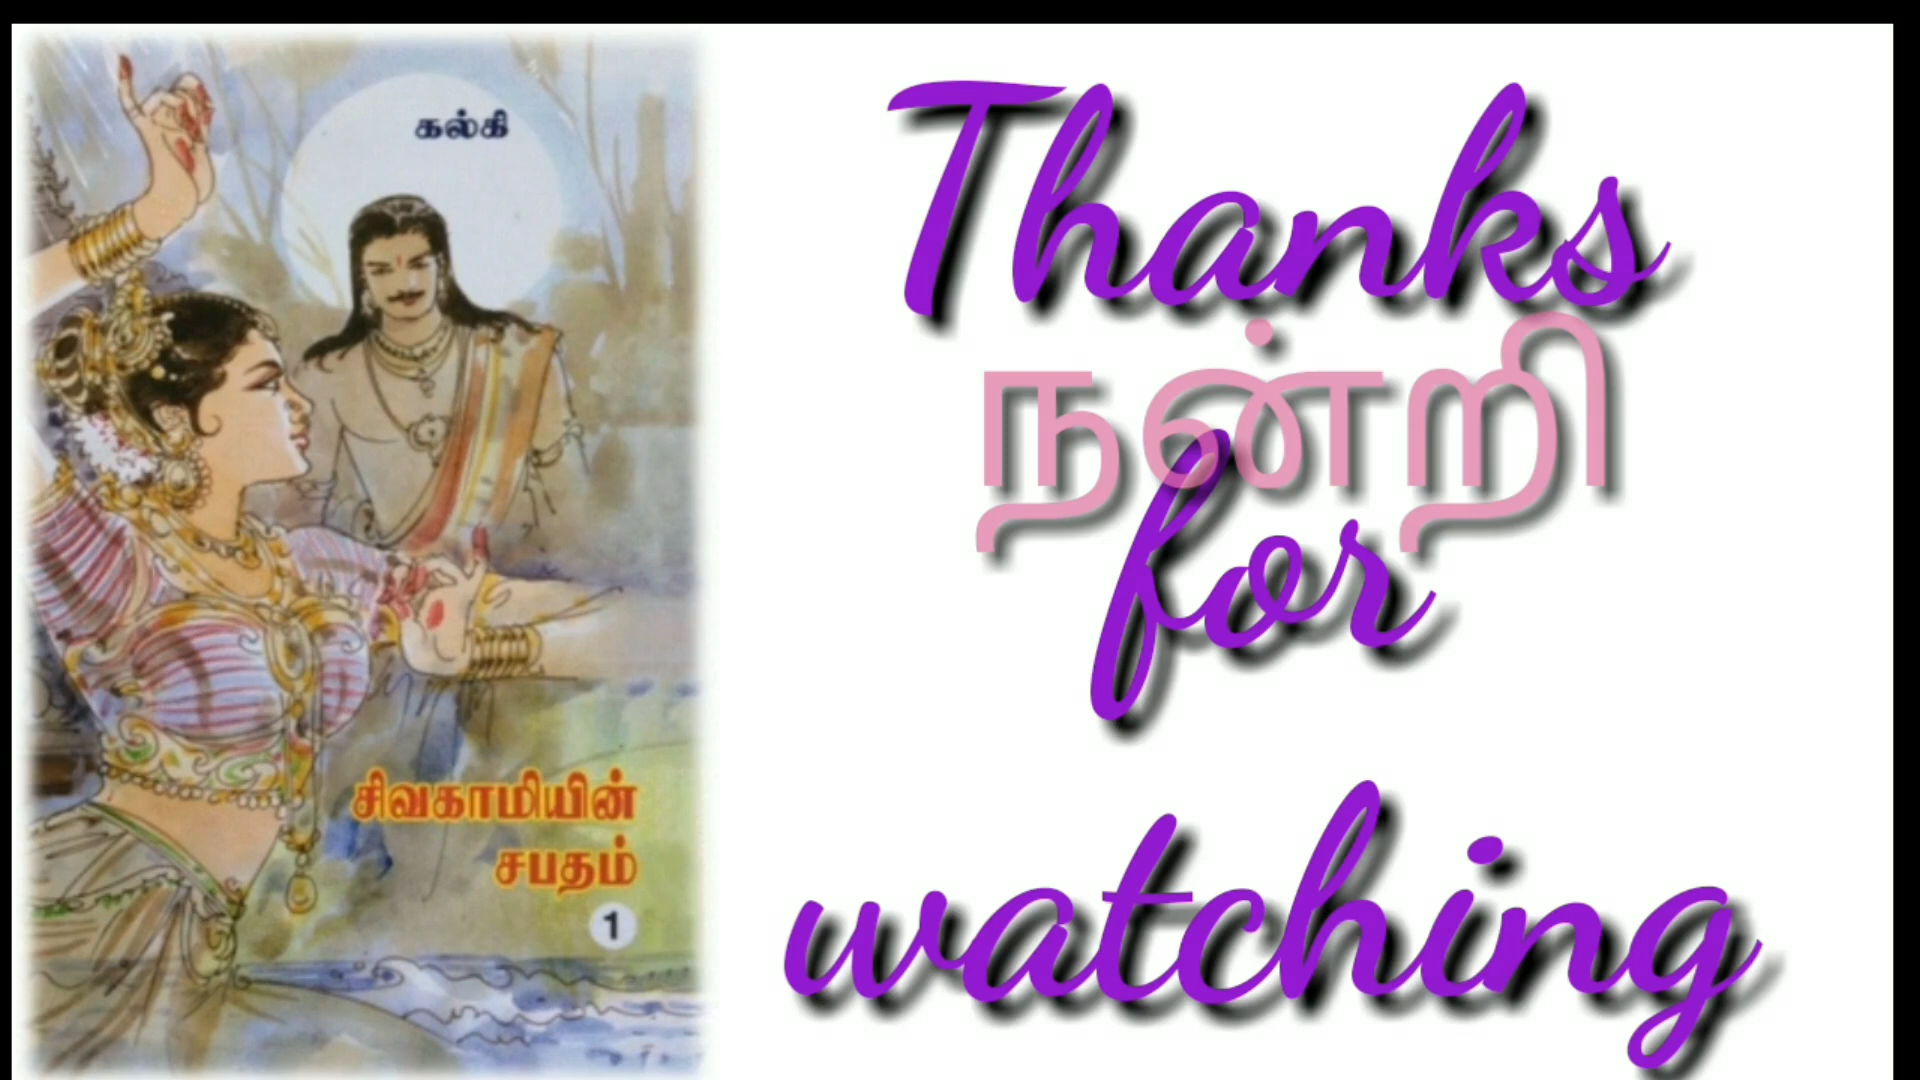 கல்கி
சிவகாமியின்
சபதம்
1
Thanks
நன்றி
for
watching